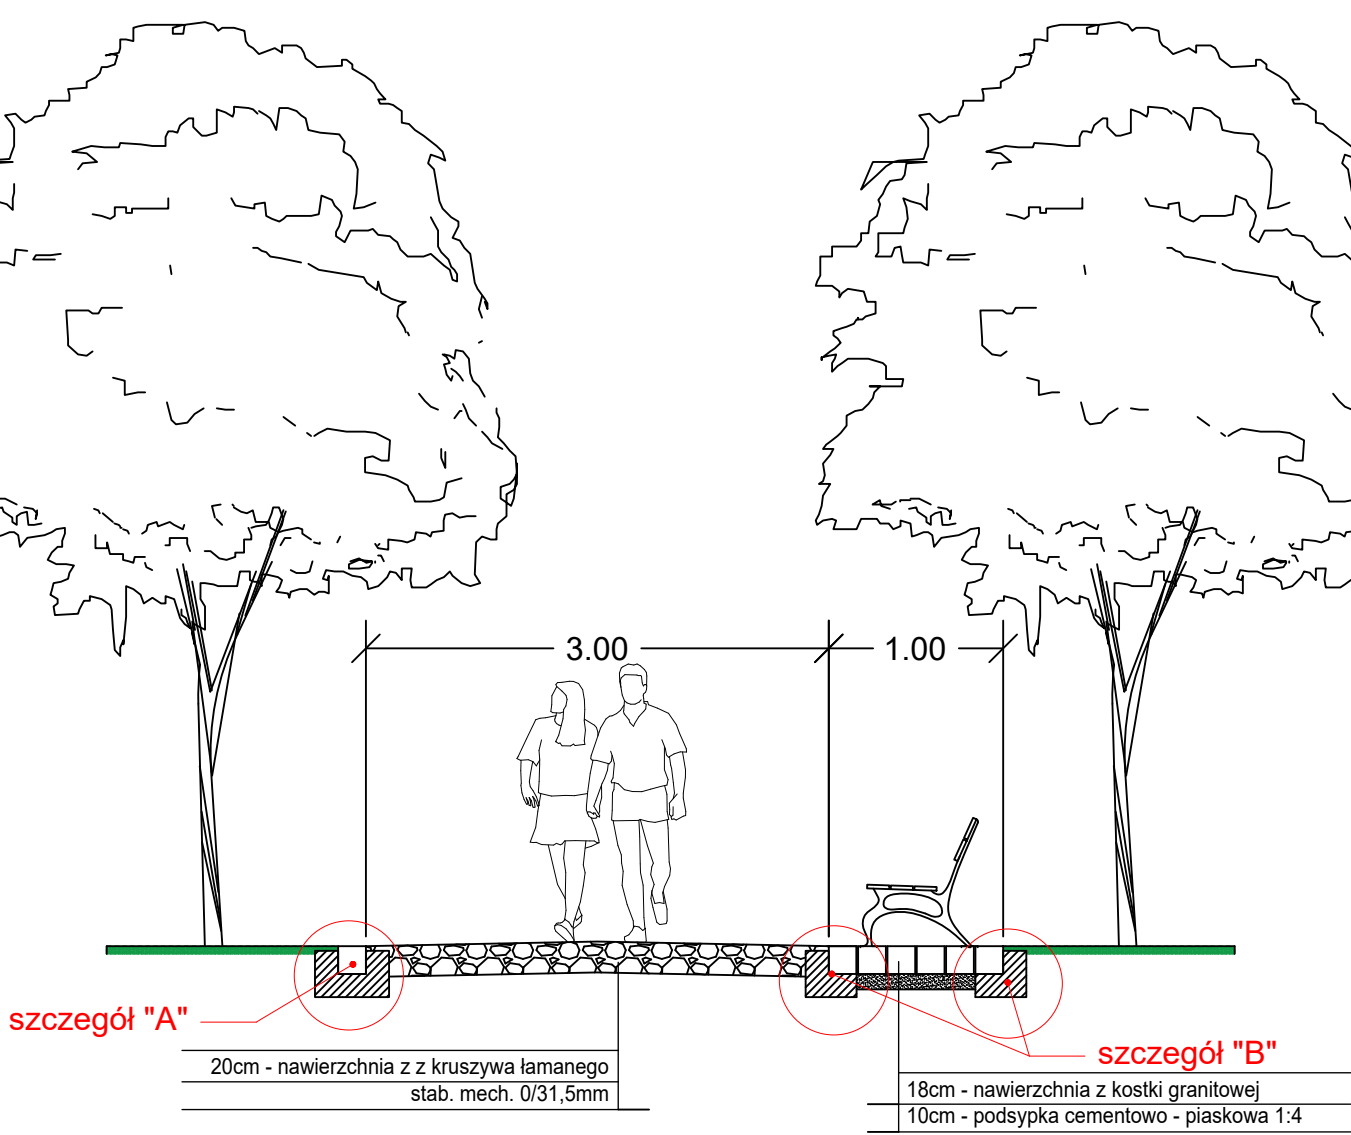 3.00
1.00
szczegół "A"
20cm - nawierzchnia z z kruszywa łamanego
stab. mech. 0/31,5mm
szczegół "B"
18cm - nawierzchnia z kostki granitowej
10cm - podsypka cementowo - piaskowa 1:4